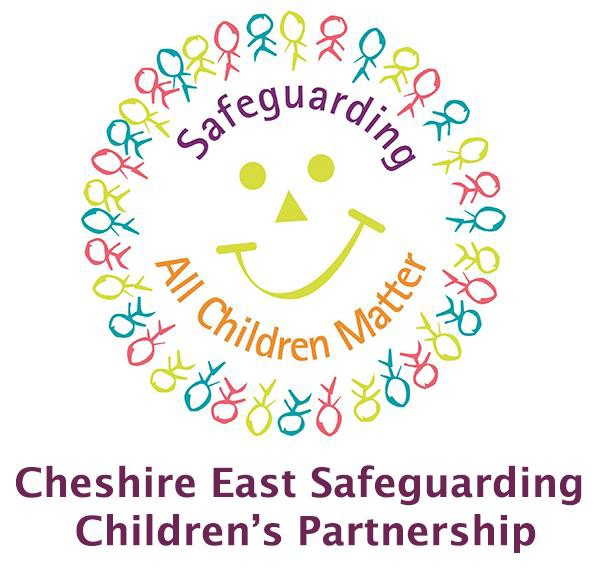 Safeguarding
All Children Matter
Cheshire East Safeguarding
Children’s Partnership